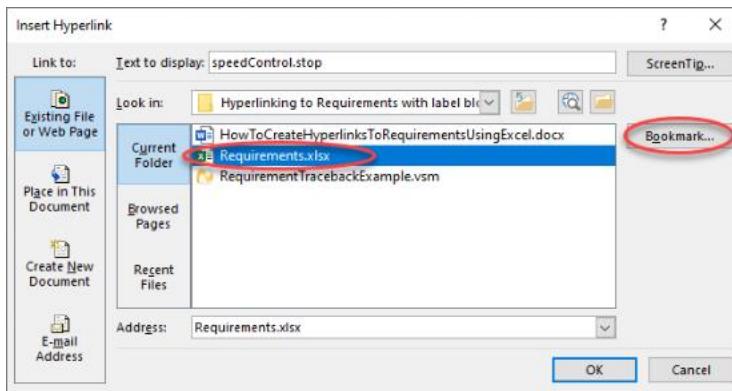 Insert Hyperlink
?
Link to:
Text to display: speedControl.stop
ScreenTip...
Look in: Hyperlinking to Requirements with label blo
Existing File
or Web Page
Current
Folder
HowToCreateHyperlinksToRequirementsUsingExcel.docx
Requirements.xlsx
RequirementTracebackExample.vsm
Bookmark...
Place in This
Document
Browsed
Pages
Create New
Document
Recent
Files
E-mail
Address
Address: Requirements.xlsx
OK
Cancel